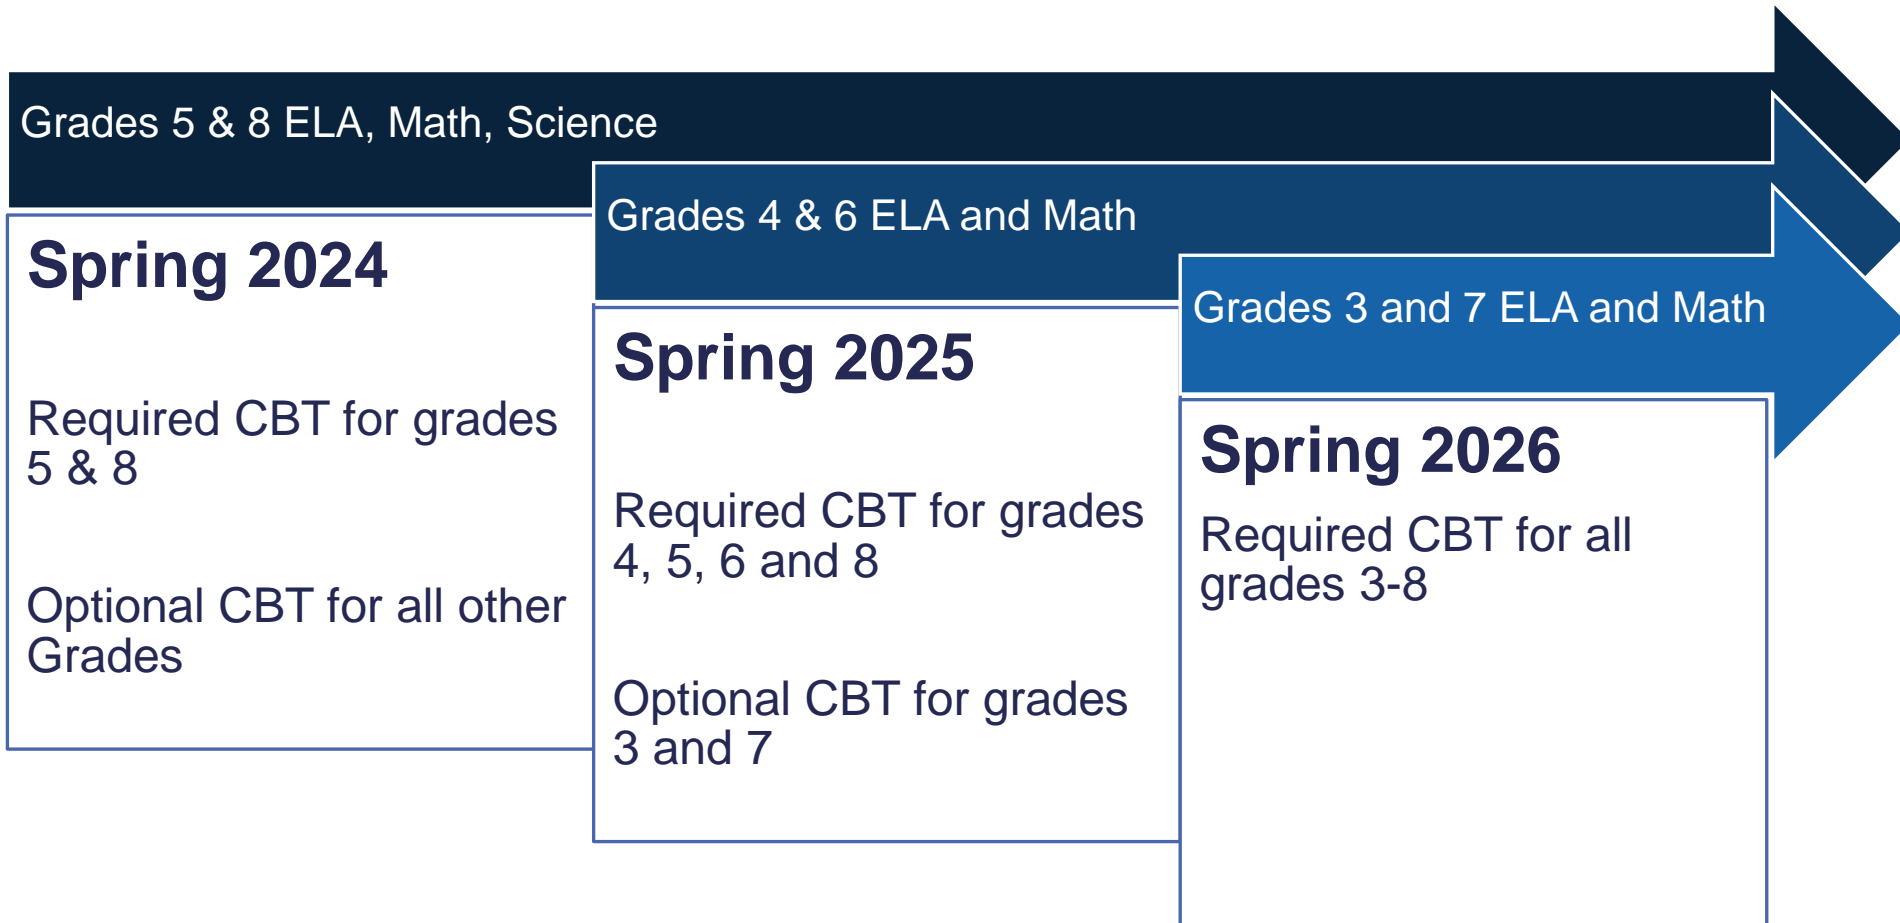 Grades 5 & 8 ELA, Math, Science
Spring 2024
Required CBT for grades
5 & 8
Optional CBT for all other
Grades
Grades 4 & 6 ELA and Math
Spring 2025
Required CBT for grades
4, 5, 6 and 8
Optional CBT for grades
3 and 7
Grades 3 and 7 ELA and Math
Spring 2026
Required CBT for all
grades 3-8